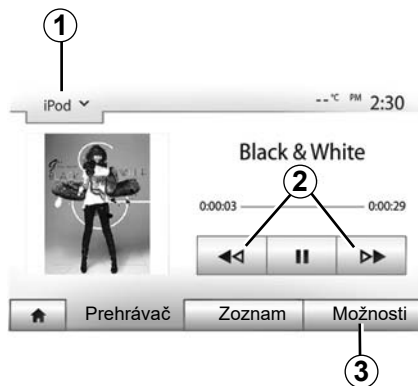 1
iPod
--°C PM 2:30
Black & White
2
0:00:03 0:00:29
Prehrávač Zoznam Možnosti
3